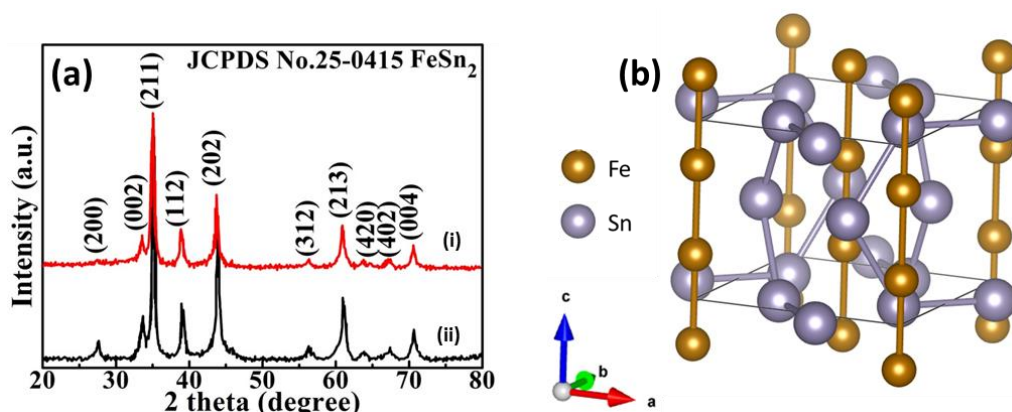 (a)
JCPDS No.25-0415 FeSn₂
Intensity (a.u.)
(200)
(002)
(211)
(112)
(202)
(312)
(213)
(420)
(402)
(004)
(i)
(ii)
20 30 40 50 60 70 80
2 theta (degree)
(b)
Fe
Sn
c
b
a